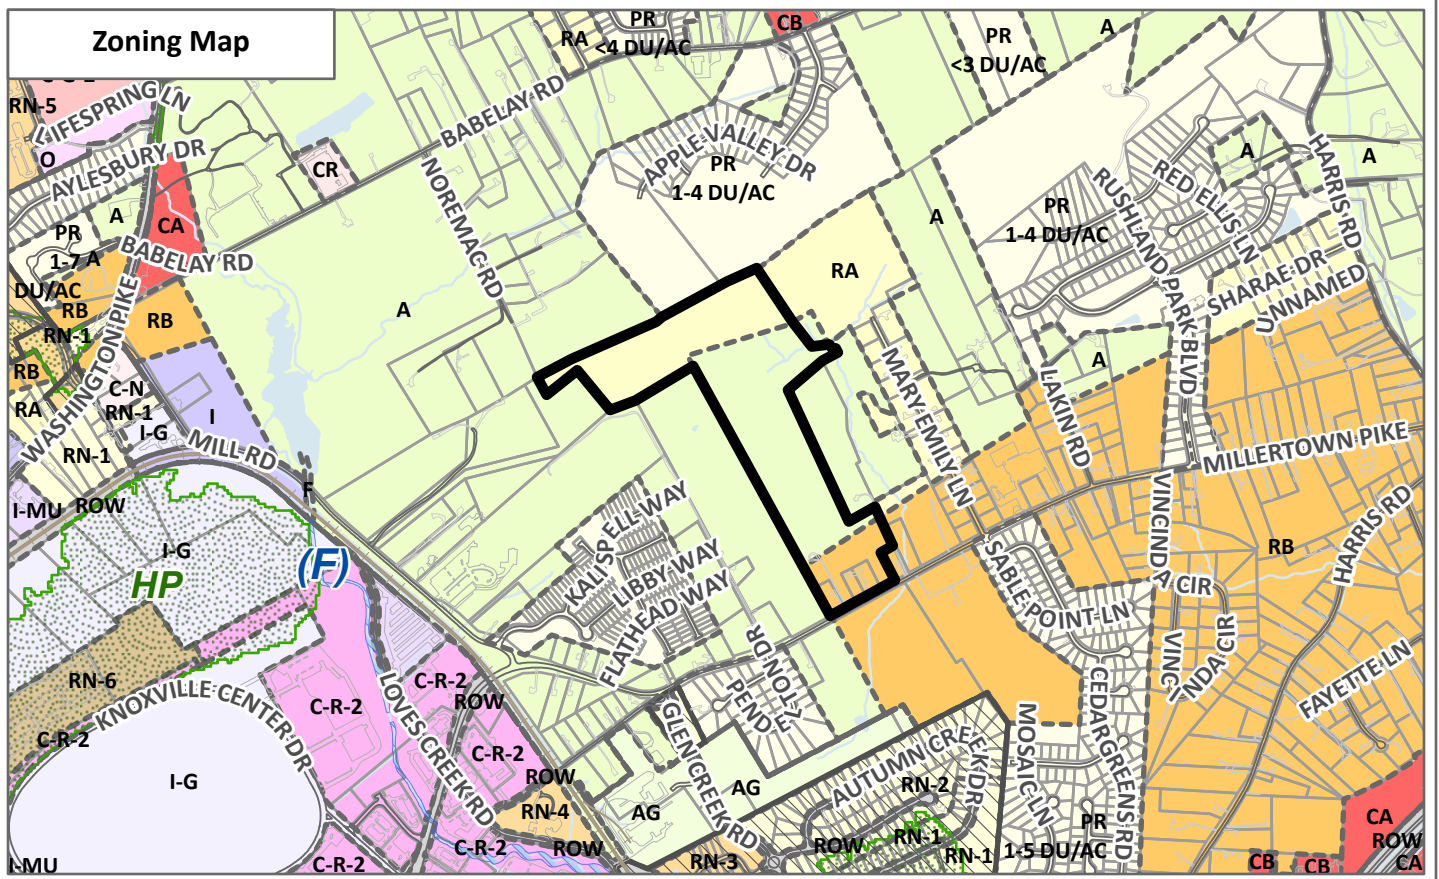 Zoning Map
PR
<4 DU/AC
RA
CB
PR
<3 DU/AC
A
RN-5
LIFESPRING LN
O
AYLESBURY DR
BABELAY RD
CR
NOREMAC RD
APPLE VALLEY DR
PR
1-4 DU/AC
A
HARRIS RD
A
RED ELLIS LN
RUSHLAND PARK BLVD
PR
1-4 DU/AC
A
A
CA
PR
1-7
DU/AC
A
BABELAY RD
RA
SHARAE DR
UNNAMED
A
RB
RN-1
RB
RB
WASHINGTON PIKE
C-N
RN-1
I-G
I
RA
RN-1
MILL RD
MARY EMILY LN
A
LAKIN RD
MILLERTOWN PIKE
F
I-MU
ROW
I-G
HP
(F)
KALISPELL WAY
LIBBY WAY
FLATHEAD WAY
SABLE POINT LN
VINCINDA CIR
VINCINDA CIR
RB
HARRIS RD
FAYETTE LN
RN-6
KNOXVILLE CENTER DR
C-R-2
C-R-2
C-R-2
ROW
LOVES CREEK RD
C-R-2
ROW
PENDELTON DR
GLEN CREEK RD
CEDARGREENS RD
MOSAIC LN
I-G
AG
AG
AUTUMN CREEK DR
RN-2
RN-4
ROW
C-R-2
C-R-2
RN-3
ROW
RN-1
RN-1
PR
1-5 DU/AC
CA
ROW
CA
CB
CB
I-MU